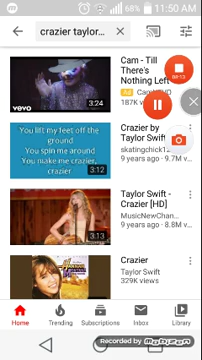 68% 11:50 AM
crazier taylor...
You lift my feet off the
ground
You spin me around
You make me crazier,
crazier
vevo
3:24
3:12
3:13
Cam - Till
There's
Nothing Left
Ad
187K
00:13
Crazier by
Taylor Swift
skatingchick1
9 years ago · 9.7M v...
Taylor Swift -
Crazier [HD]
MusicNewChan...
9 years ago · 8.8M v...
Crazier
Taylor Swift
329K views
Home
Trending
Subscriptions
Inbox
Library
Recorded by